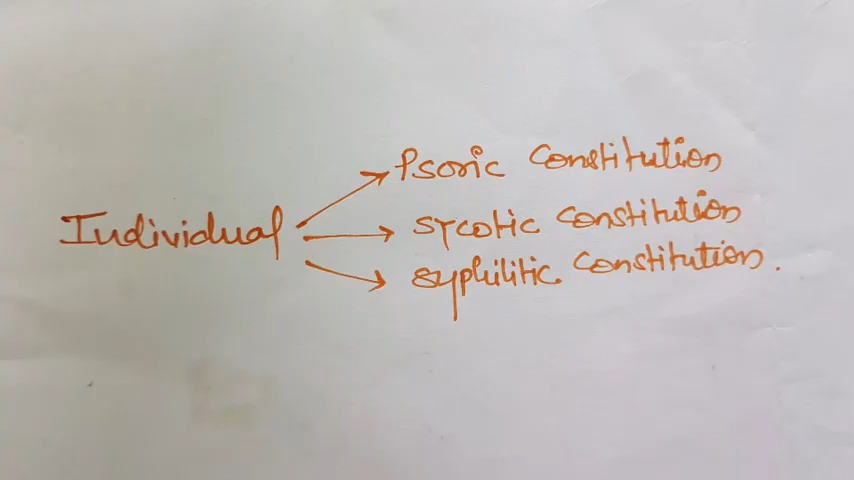 Psoric constitution
Individual
sycotic constitution
syphilitic constitution.